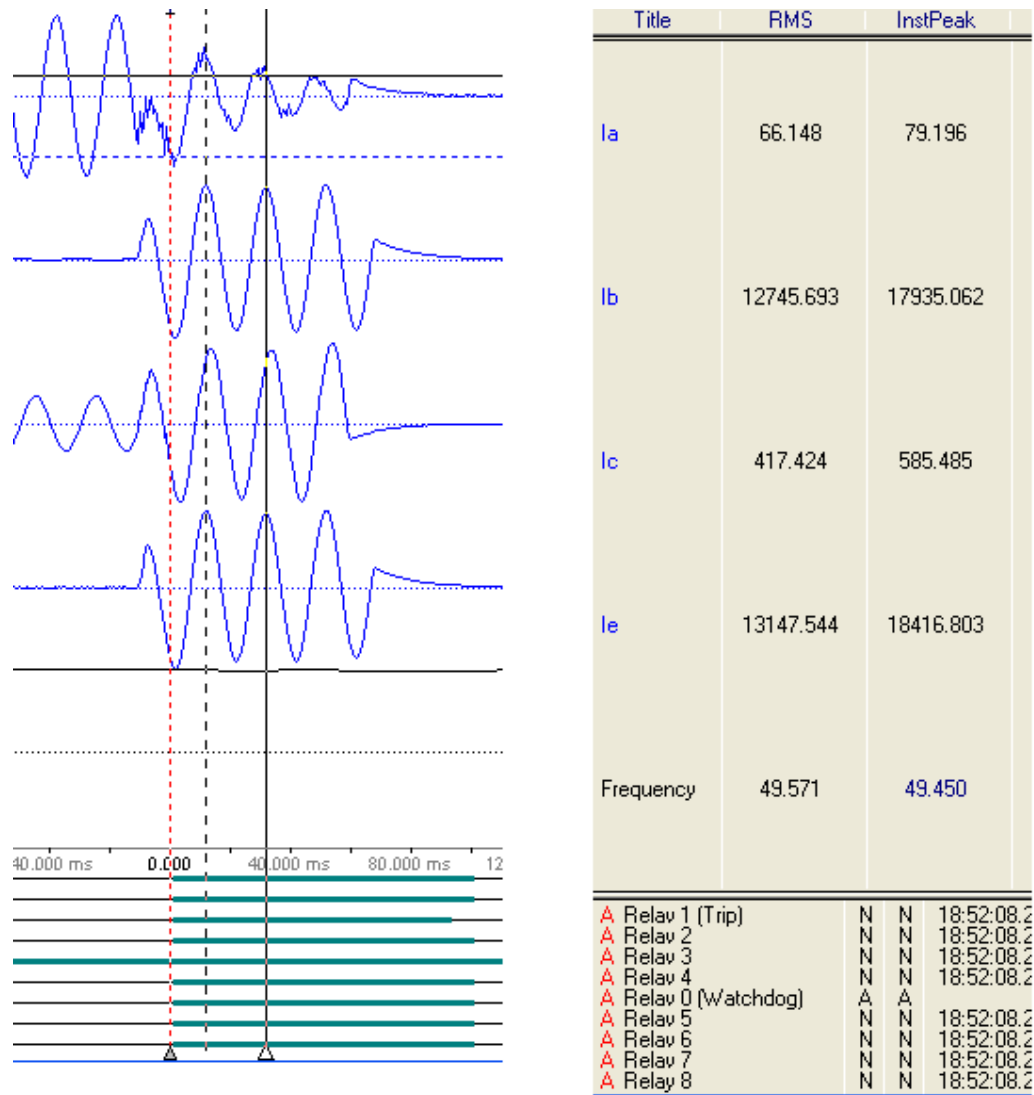 Title RMS InstPeak
Ia 66.148 79.196
Ib 12745.693 17935.062
Ic 417.424 585.485
Ie 13147.544 18416.803
Frequency 49.571 49.450
40.000 ms 0.000 40.000 ms 80.000 ms 12
A Relay 1 (Trip) N N 18:52:08.2
A Relay 2 N N 18:52:08.2
A Relay 3 N N 18:52:08.2
A Relay 4 N N 18:52:08.2
A Relay 0 (Watchdog) A A
A Relay 5 N N 18:52:08.2
A Relay 6 N N 18:52:08.2
A Relay 7 N N 18:52:08.2
A Relay 8 N N 18:52:08.2